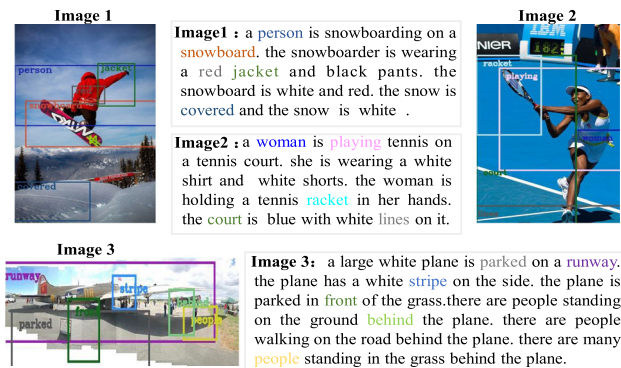 Image 1
person
jacket
red
snowboard
covered
Image1 : a person is snowboarding on a
snowboard. the snowboarder is wearing
a red jacket and black pants. the
snowboard is white and red. the snow is
covered and the snow is white .
Image2 : a woman is playing tennis on
a tennis court. she is wearing a white
shirt and white shorts. the woman is
holding a tennis racket in her hands.
the court is blue with white lines on it.
Image 2
NIER
IBM
182
racket
playing
woman
court
Image 3
runway
stripe
parked
front
people
Image 3: a large white plane is parked on a runway.
the plane has a white stripe on the side. the plane is
parked in front of the grass.there are people standing
on the ground behind the plane. there are people
walking on the road behind the plane. there are many
people standing in the grass behind the plane.